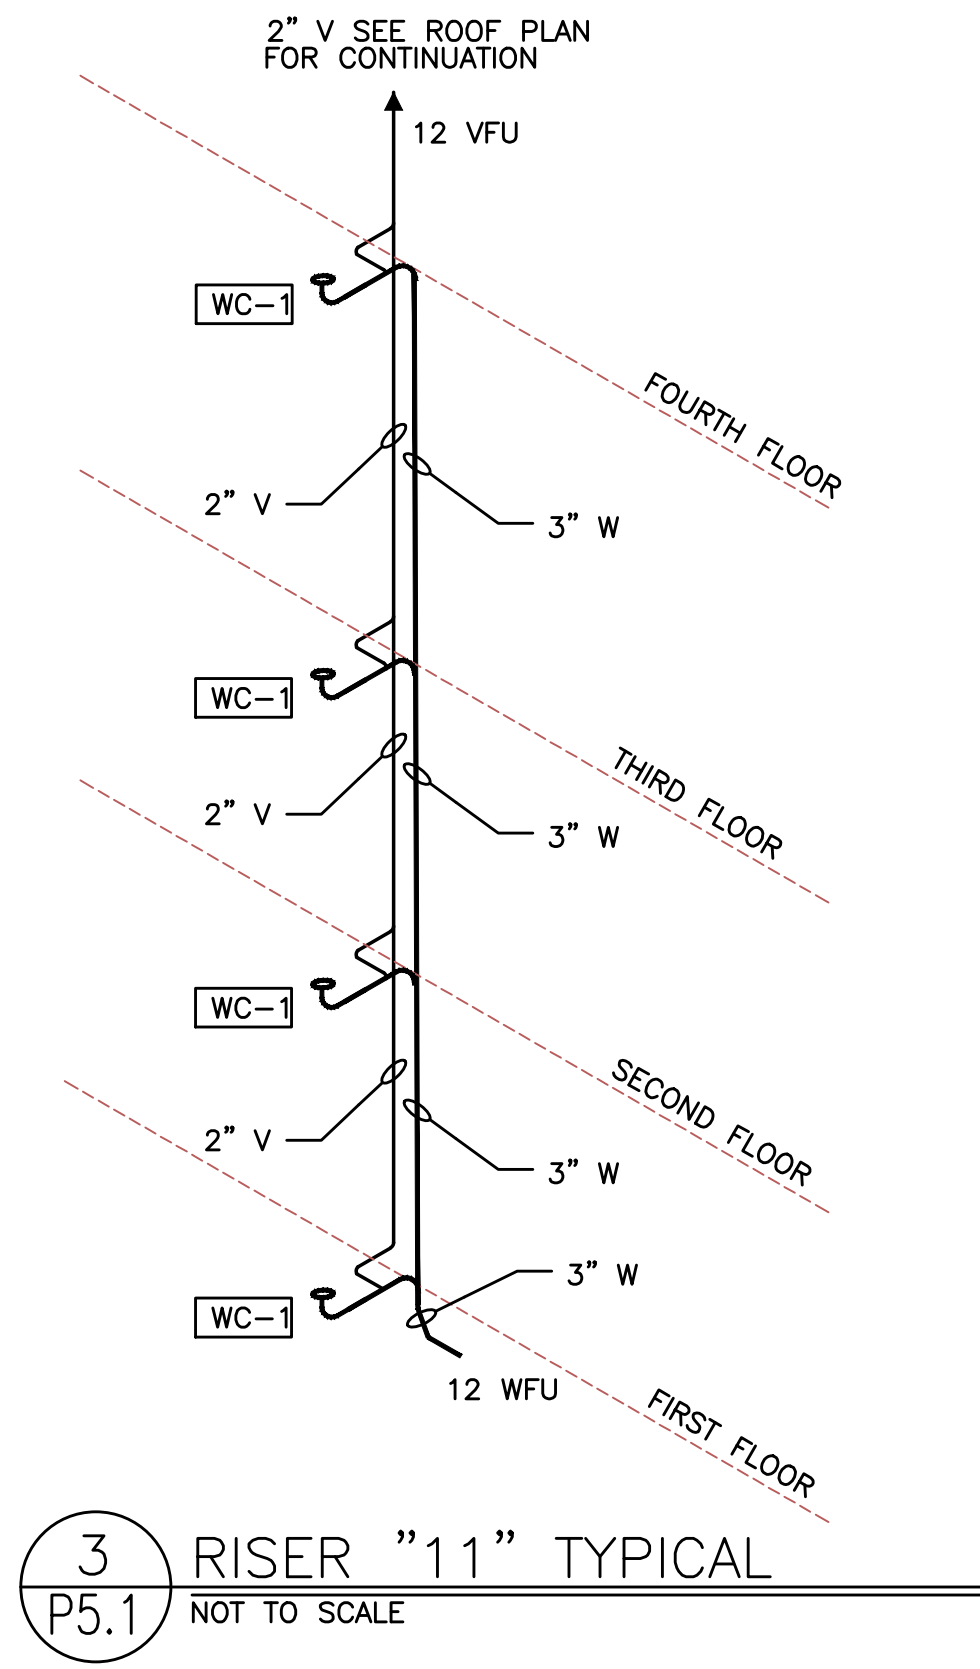 2” V SEE ROOF PLAN
FOR CONTINUATION
12 VFU
WC-1
FOURTH FLOOR
2” V
3” W
WC-1
THIRD FLOOR
2” V
3” W
WC-1
SECOND FLOOR
2” V
3” W
3” W
WC-1
12 WFU
FIRST FLOOR
3
P5.1
RISER ”11” TYPICAL
NOT TO SCALE